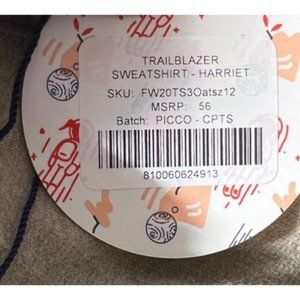 TRAILBLAZER
SWEATSHIRT - HARRIET
SKU: FW20TS3Oatsz12
MSRP: 56
Batch: PICCO - CPTS
810060624913